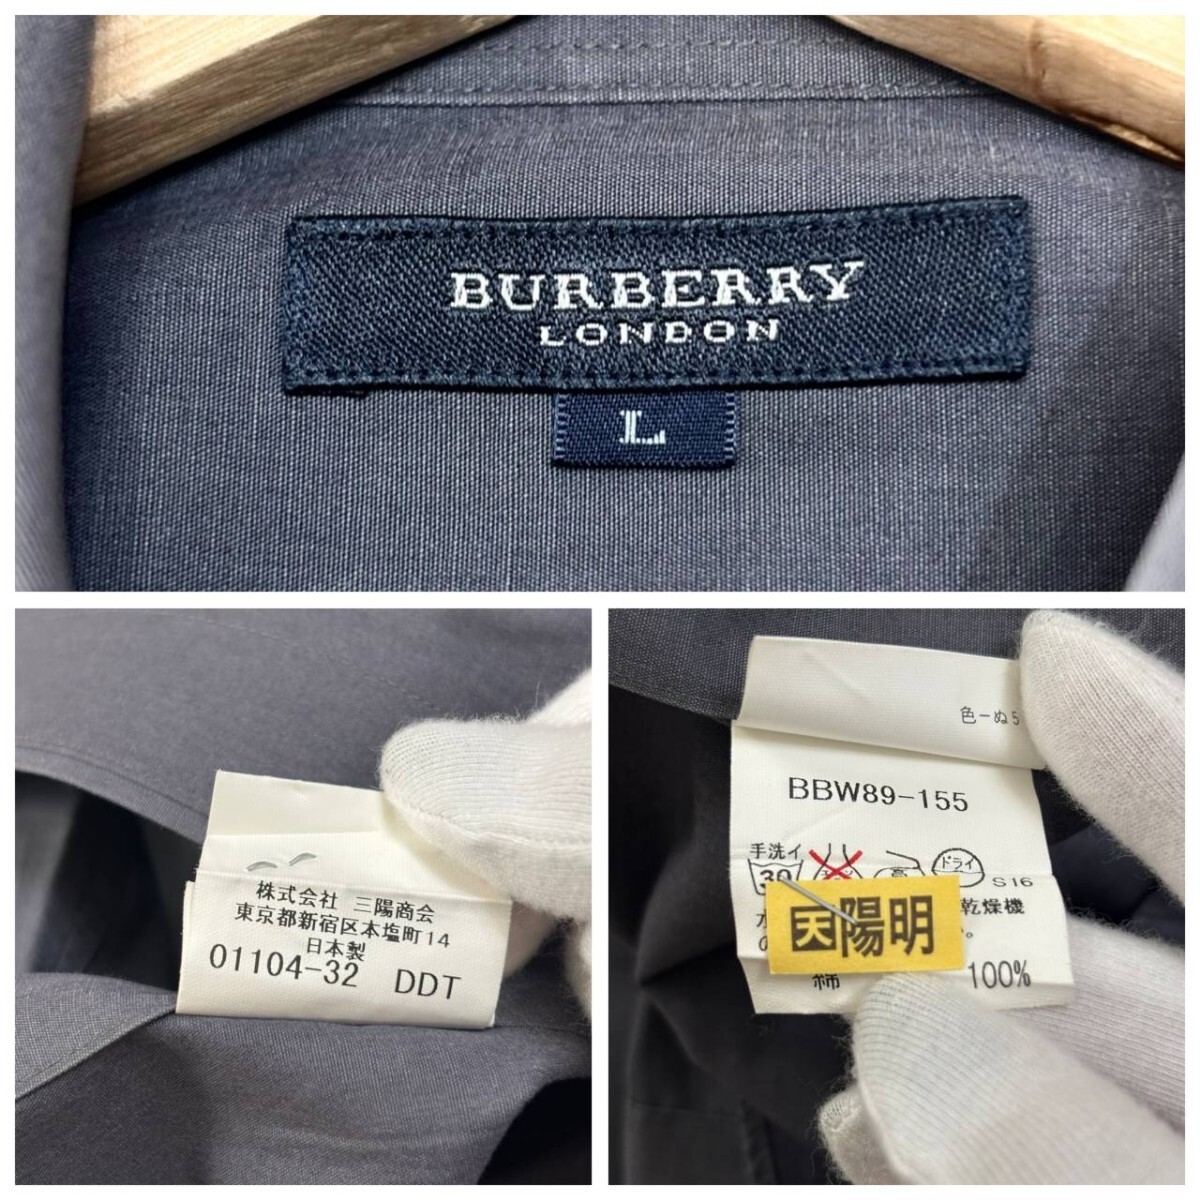 BURBERRY
LONDON
L
株式会社 三陽商会
東京都新宿区本塩町14
日本製
01104-32 DDT
色ーぬ5
BBW89-155
手洗イ
30
ドライ
S16
乾燥機
天陽明
綿 100%